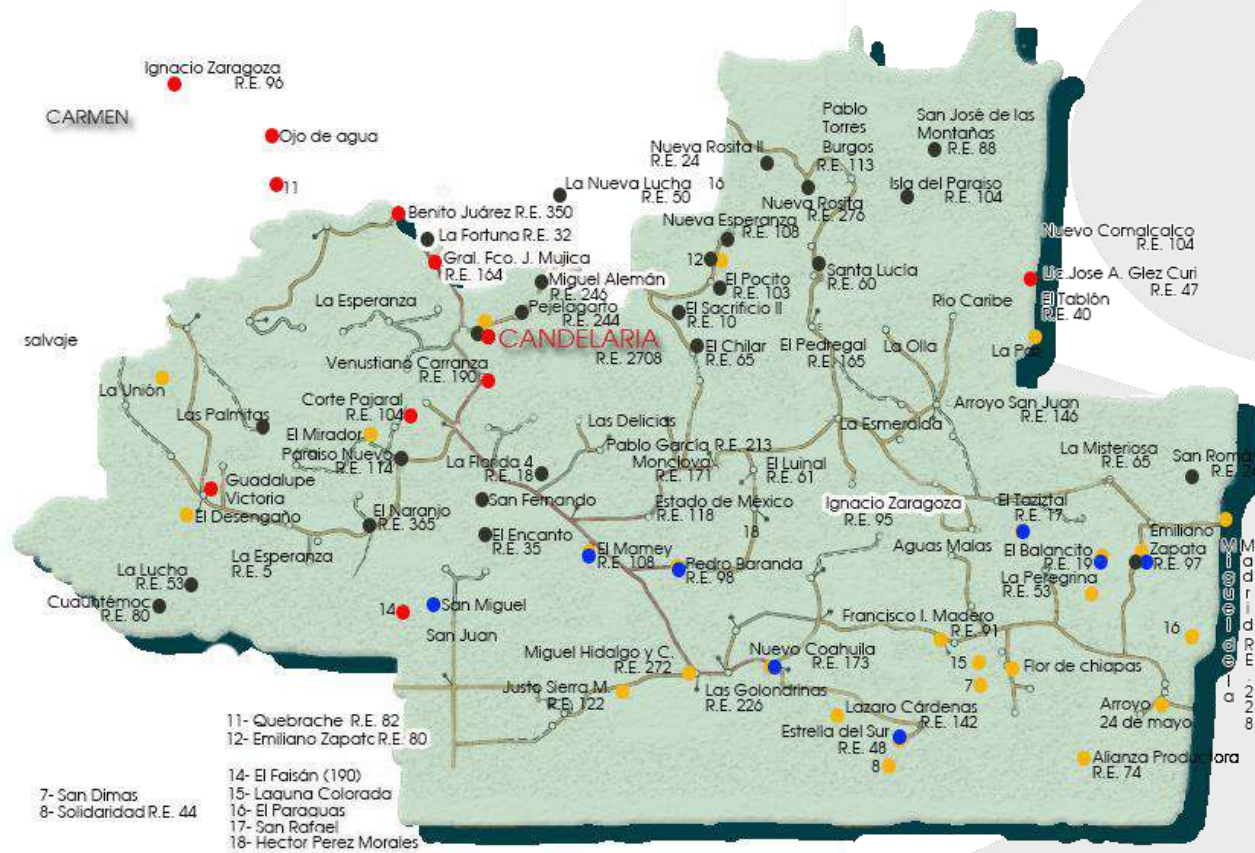 Ignacio Zaragoza
R.E. 96
CARMEN
Ojo de agua
11
Benito Juárez R.E. 350
La Fortuna R.E. 32
Gral. Fco. J. Mujica
R.E. 164
La Nueva Lucha 16
R.E. 50
Nueva Rosita II
R.E. 24
Pablo
Torres
Burgos
R.E. 113
San José de las
Montañas
R.E. 88
Nueva Rosita
R.E. 276
Isla del Paraiso
R.E. 104
Nueva Esperanza
R.E. 108
12
El Pocito
R.E. 103
Santa Lucía
R.E. 60
Nuevo Comalcalco
R.E. 104
Lic.Jose A. Glez Curi
R.E. 47
El Tablón
R.E. 40
Rio Caribe
La Paz
Miguel Alemán
R.E. 246
Pejelagarto
R.E. 244
La Esperanza
CANDELARIA
R.E. 2708
El Sacrificio II
R.E. 10
El Chilar
R.E. 65
El Pedregal
R.E. 165
La Olla
salvaje
Venustiano Carranza
R.E. 190
La Unión
Las Palmitas
Corte Pajaral
R.E. 104
El Mirador
Paraiso Nuevo
R.E. 114
Las Delicias
La Florida 4
R.E. 18
Pablo García R.E. 213
Monclova
R.E. 171
El Luinal
R.E. 61
La Esmeralda
Arroyo San Juan
R.E. 146
La Misteriosa
R.E. 65
San Romá
Guadalupe
Victoria
El Desengaño
El Naranjo
R.E. 365
San Fernando
El Encanto
R.E. 35
Estado de Mexico
R.E. 118
18
Ignacio Zaragoza
R.E. 95
El Taziztal
R.E. 17
La Esperanza
R.E. 5
La Lucha
R.E. 53
Cuauhtémoc
R.E. 80
El Mamey
R.E. 108
Pedro Baranda
R.E. 98
Aguas Malas
El Balancito
R.E. 19
Emiliano
Zapata
R.E. 97
La Peregrina
R.E. 53
Miguel de la
Madrid R.E. 228
14
San Miguel
San Juan
Francisco I. Madero
R.E. 91
16
Miguel Hidalgo y C.
R.E. 272
Nuevo Coahuila
R.E. 173
15
7
Flor de chiapas
Justo Sierra M.
R.E. 122
Las Golondrinas
R.E. 226
Lazaro Cárdenas
R.E. 142
Arroyo
24 de mayo
Estrella del Sur
R.E. 48
8
Alianza Productora
R.E. 74
11- Quebrache R.E. 82
12- Emiliano Zapatc R.E. 80
14- El Faisán (190)
15- Laguna Colorada
16- El Paraguas
17- San Rafael
18- Hector Perez Morales
7- San Dimas
8- Solidaridad R.E. 44